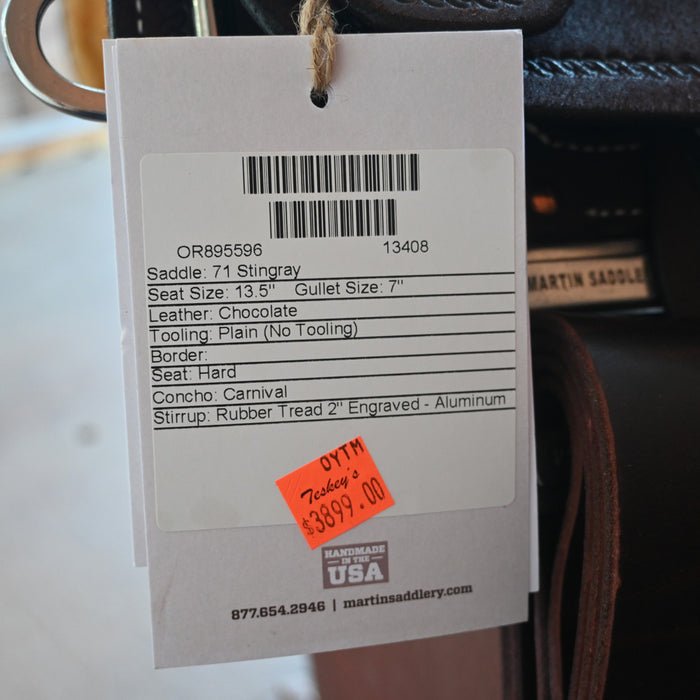 OR895596 13408
Saddle: 71 Stingray
Seat Size: 13.5" Gullet Size: 7"
Leather: Chocolate
Tooling: Plain (No Tooling)
Border:
Seat: Hard
Concho: Carnival
Stirrup: Rubber Tread 2" Engraved - Aluminum
OYTM
Teskey's
$3899.00
HANDMADE
IN THE
USA
877.654.2946 | martinsaddlery.com
MARTIN SADDLE